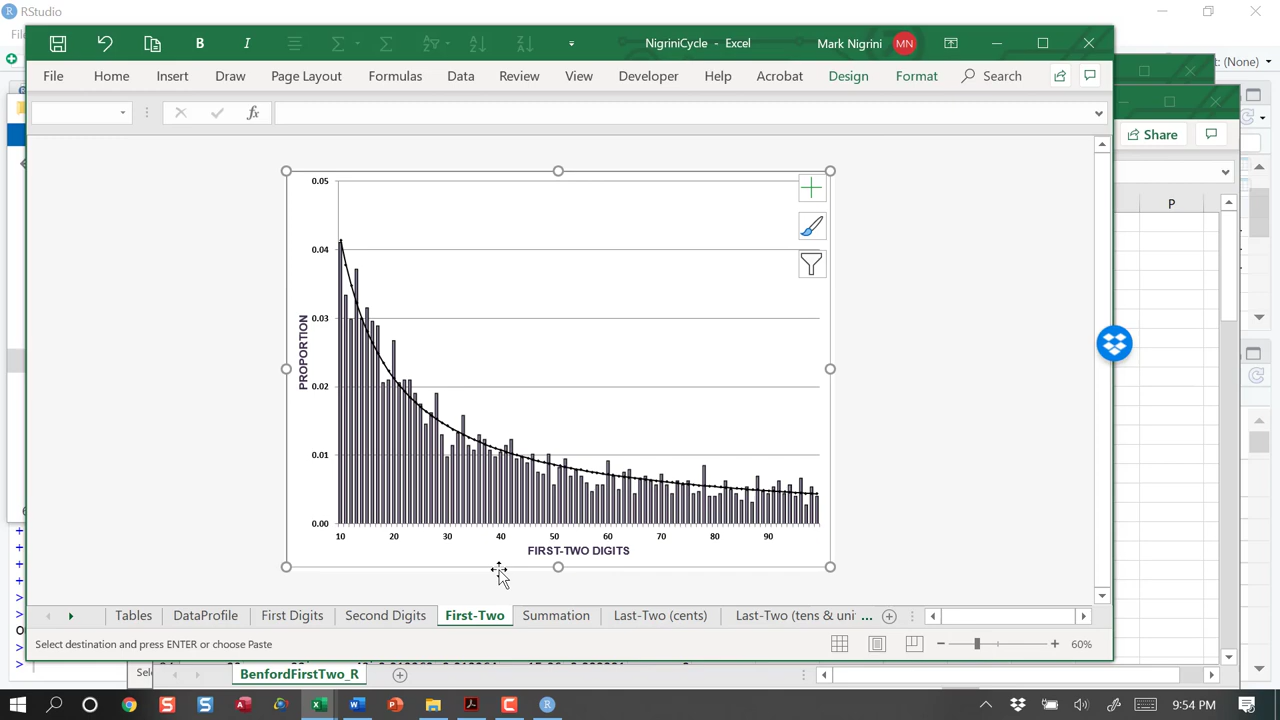 RStudio
NigriniCycle - Excel
Mark Nigrini
MN
B
I
(None)
File
Home
Insert
Draw
Page Layout
Formulas
Data
Review
View
Developer
Help
Acrobat
Design
Format
Search
fx
Share
P
0.05
0.04
0.03
0.02
0.01
0.00
PROPORTION
10 20 30 40 50 60 70 80 90
FIRST-TWO DIGITS
Tables
DataProfile
First Digits
Second Digits
First-Two
Summation
Last-Two (cents)
Last-Two (tens & uni ...
Select destination and press ENTER or choose Paste
60%
BenfordFirstTwo_R
9:54 PM